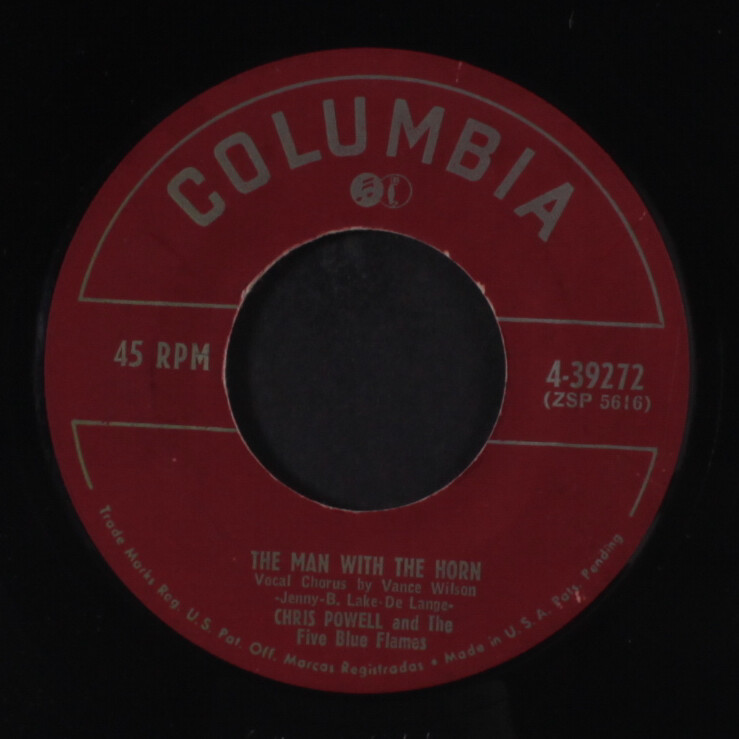 COLUMBIA
45 RPM
4-39272
(ZSP 5616)
THE MAN WITH THE HORN
Vocal Chorus by Vance Wilson
-Jenny-B. Lake-De Lange-
CHRIS POWELL and The
Five Blue Flames
Trade Marks Reg. U.S. Pat. Off. Marcas Registradas • Made in U.S.A. Pats. Pending